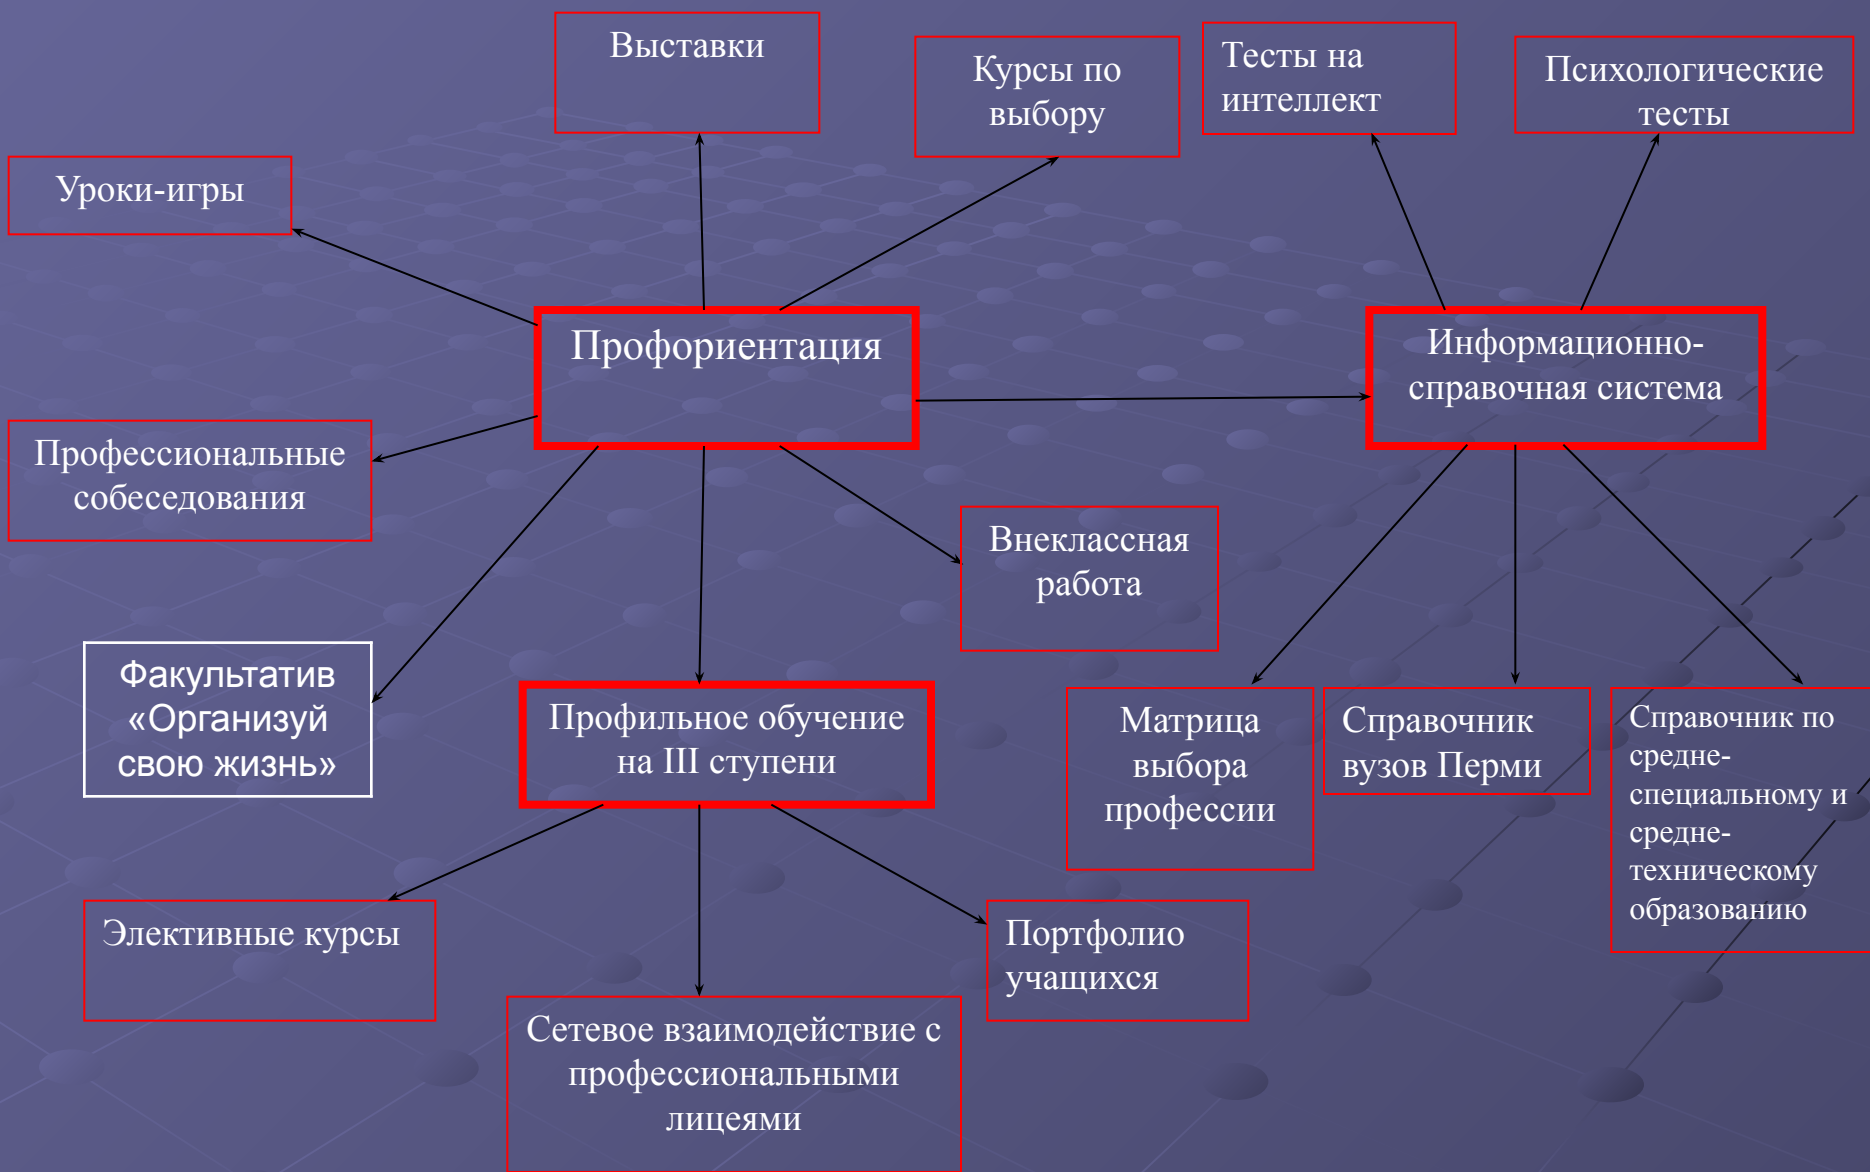 Выставки
Курсы по
выбору
Тесты на
интеллект
Психологические
тесты
Уроки-игры
Профориентация
Информационно-
справочная система
Профессиональные
собеседования
Внеклассная
работа
Факультатив
«Организуй
свою жизнь»
Профильное обучение
на III ступени
Матрица
выбора
профессии
Справочник
вузов Перми
Справочник по
средне-
специальному и
средне-
техническому
образованию
Элективные курсы
Портфолио
учащихся
Сетевое взаимодействие с
профессиональными
лицеями